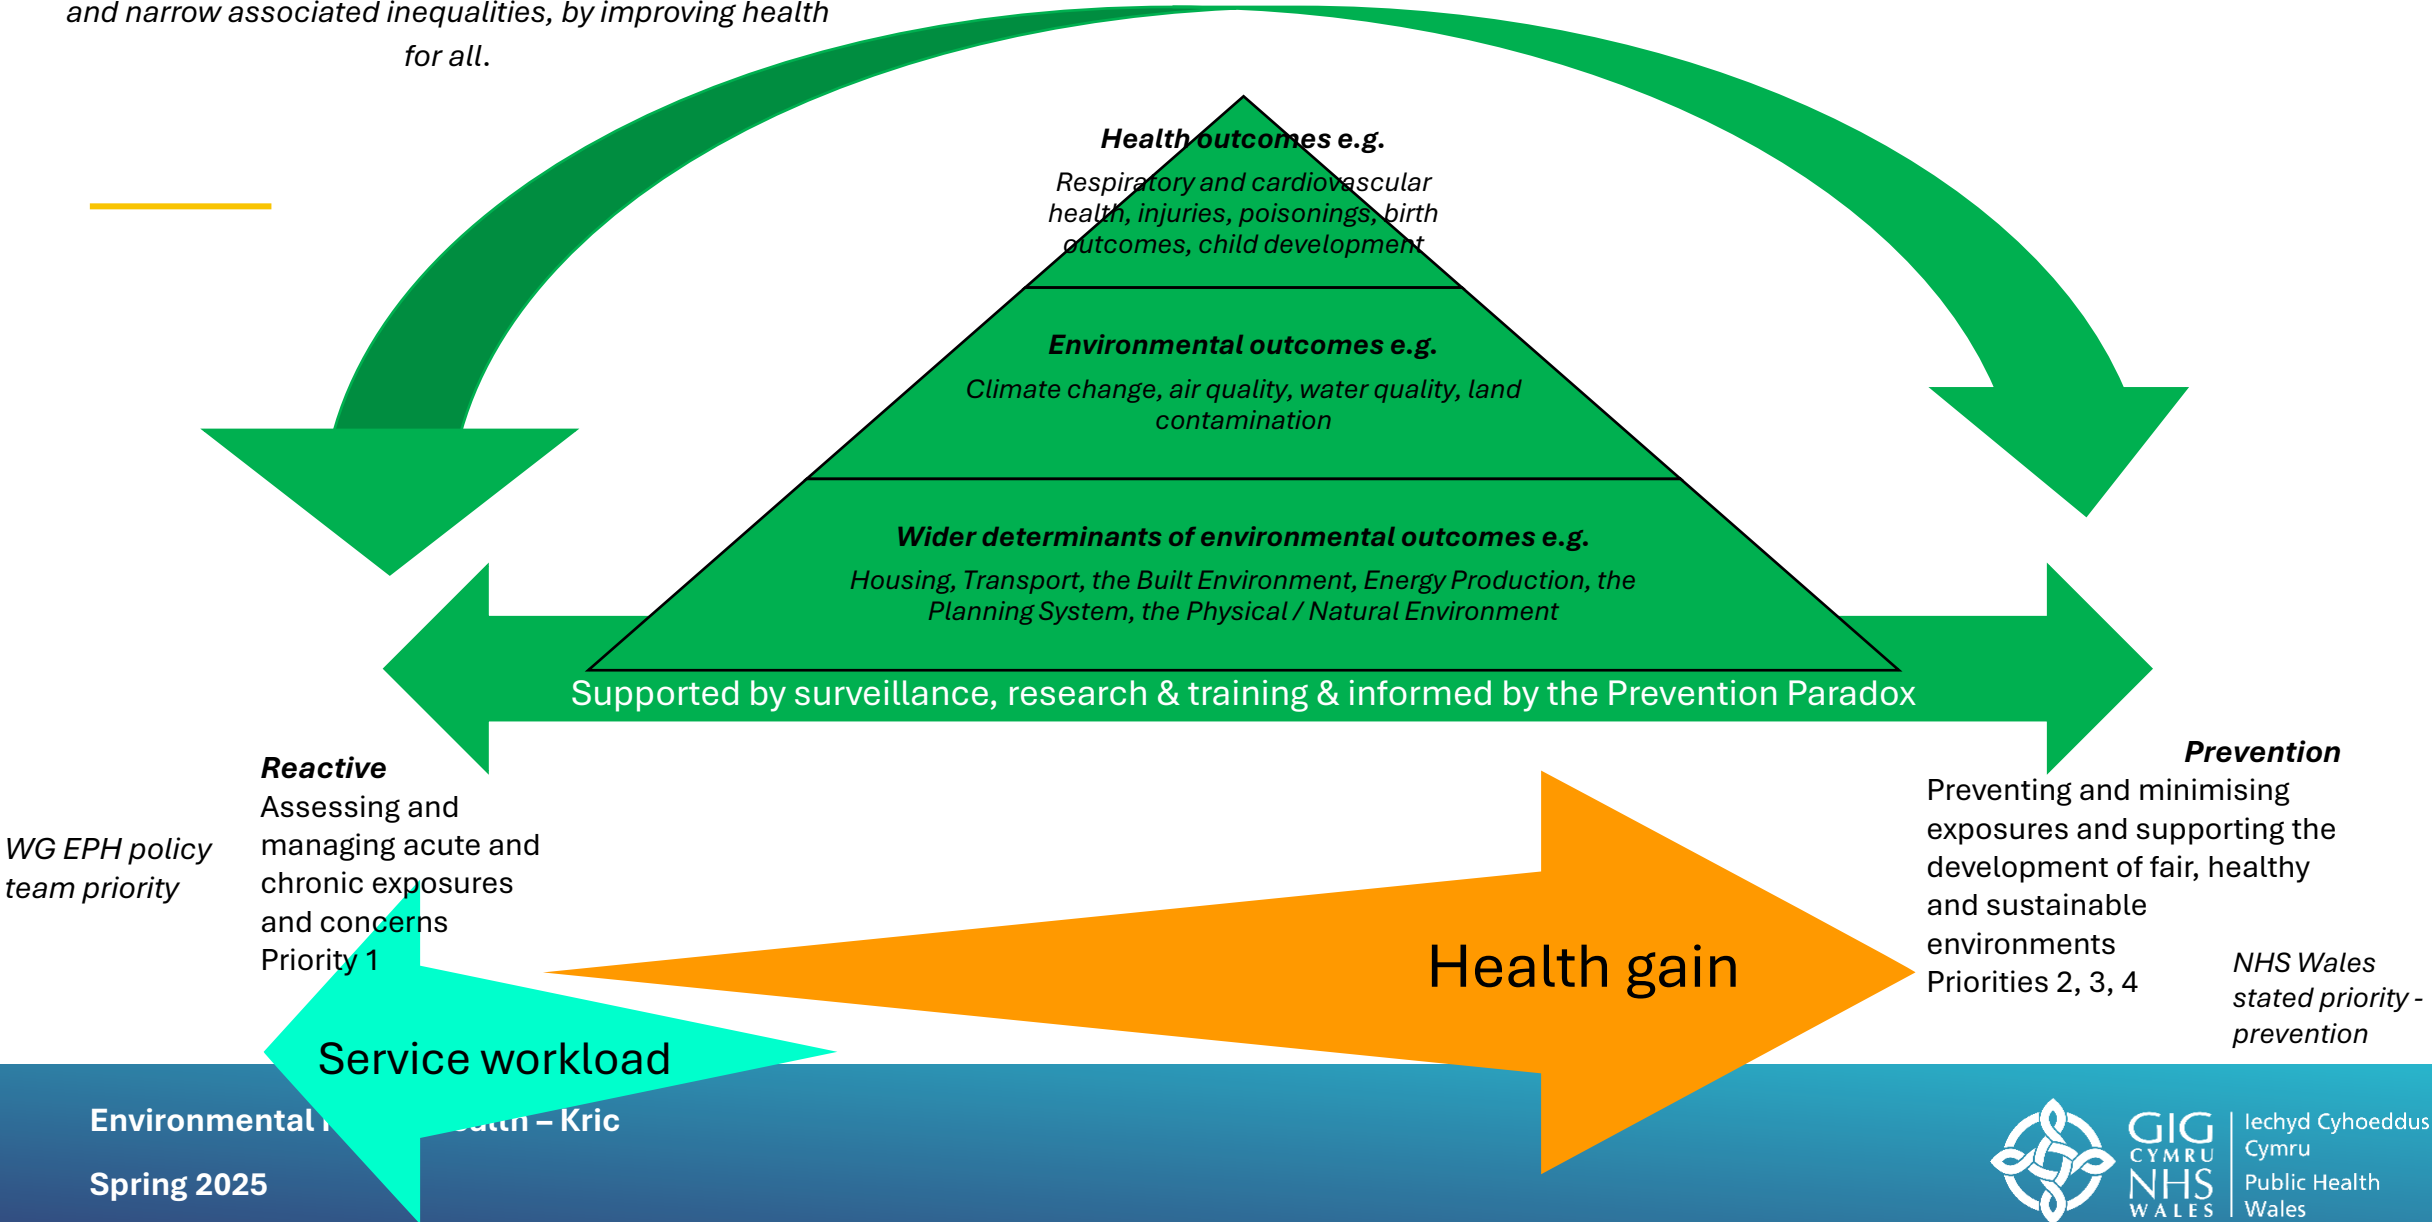 and narrow associated inequalities, by improving health
for all.
Health outcomes e.g.
Respiratory and cardiovascular
health, injuries, poisonings, birth
outcomes, child development
Environmental outcomes e.g.
Climate change, air quality, water quality, land
contamination
Wider determinants of environmental outcomes e.g.
Housing, Transport, the Built Environment, Energy Production, the
Planning System, the Physical / Natural Environment
Supported by surveillance, research & training & informed by the Prevention Paradox
Reactive
Assessing and
managing acute and
chronic exposures
and concerns
Priority 1
WG EPH policy
team priority
Prevention
Preventing and minimising
exposures and supporting the
development of fair, healthy
and sustainable
environments
Priorities 2, 3, 4
NHS Wales
stated priority -
prevention
Health gain
Service workload
Environmental – Kric
Spring 2025
GIG
CYMRU
NHS
WALES
Iechyd Cyhoeddus
Cymru
Public Health
Wales